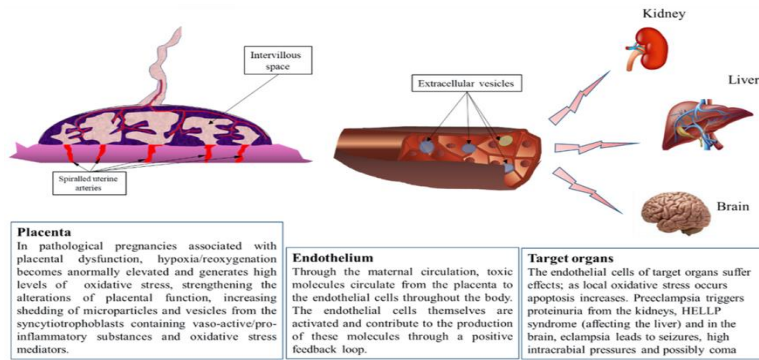 Kidney
Intervillous
space
Extracellular vesicles
Liver
Spiralled uterine
arteries
Brain
Placenta
In pathological pregnancies associated with
placental dysfunction, hypoxia/reoxygenation
becomes anormally elevated and generates high
levels of oxidative stress, strengthening the
alterations of placental function, increasing
shedding of microparticles and vesicles from the
syncytiotrophoblasts containing vaso-active/pro-
inflammatory substances and oxidative stress
mediators.
Endothelium
Through the maternal circulation, toxic
molecules circulate from the placenta to
the endothelial cells throughout the body.
The endothelial cells themselves are
activated and contribute to the production
of these molecules through a positive
feedback loop.
Target organs
The endothelial cells of target organs suffer
effects; as local oxidative stress occurs
apoptosis increases. Preeclampsia triggers
proteinuria from the kidneys, HELLP
syndrome (affecting the liver) and in the
brain, eclampsia leads to seizures, high
intracrabial pressures and possibly coma